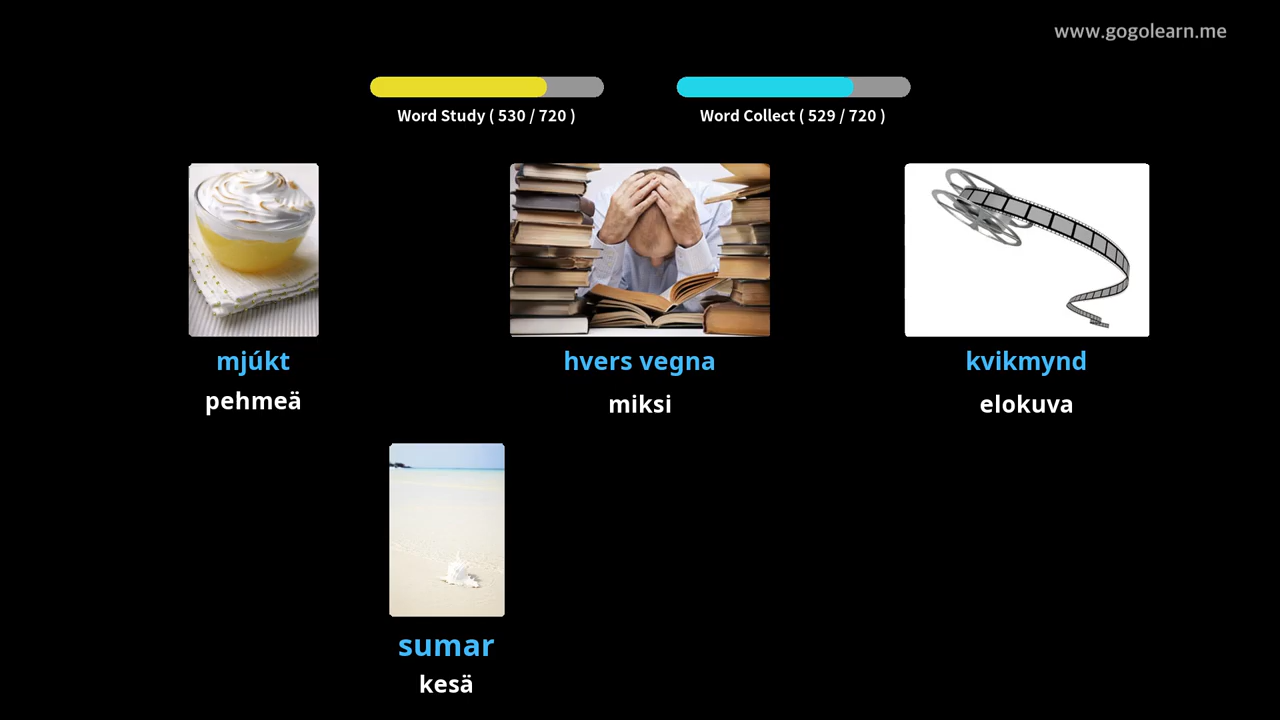 www.gogolearn.me
Word Study ( 530 / 720 )
Word Collect ( 529 / 720 )
mjúkt
pehmeä
hvers vegna
miksi
kvikmynd
elokuva
sumar
kesä